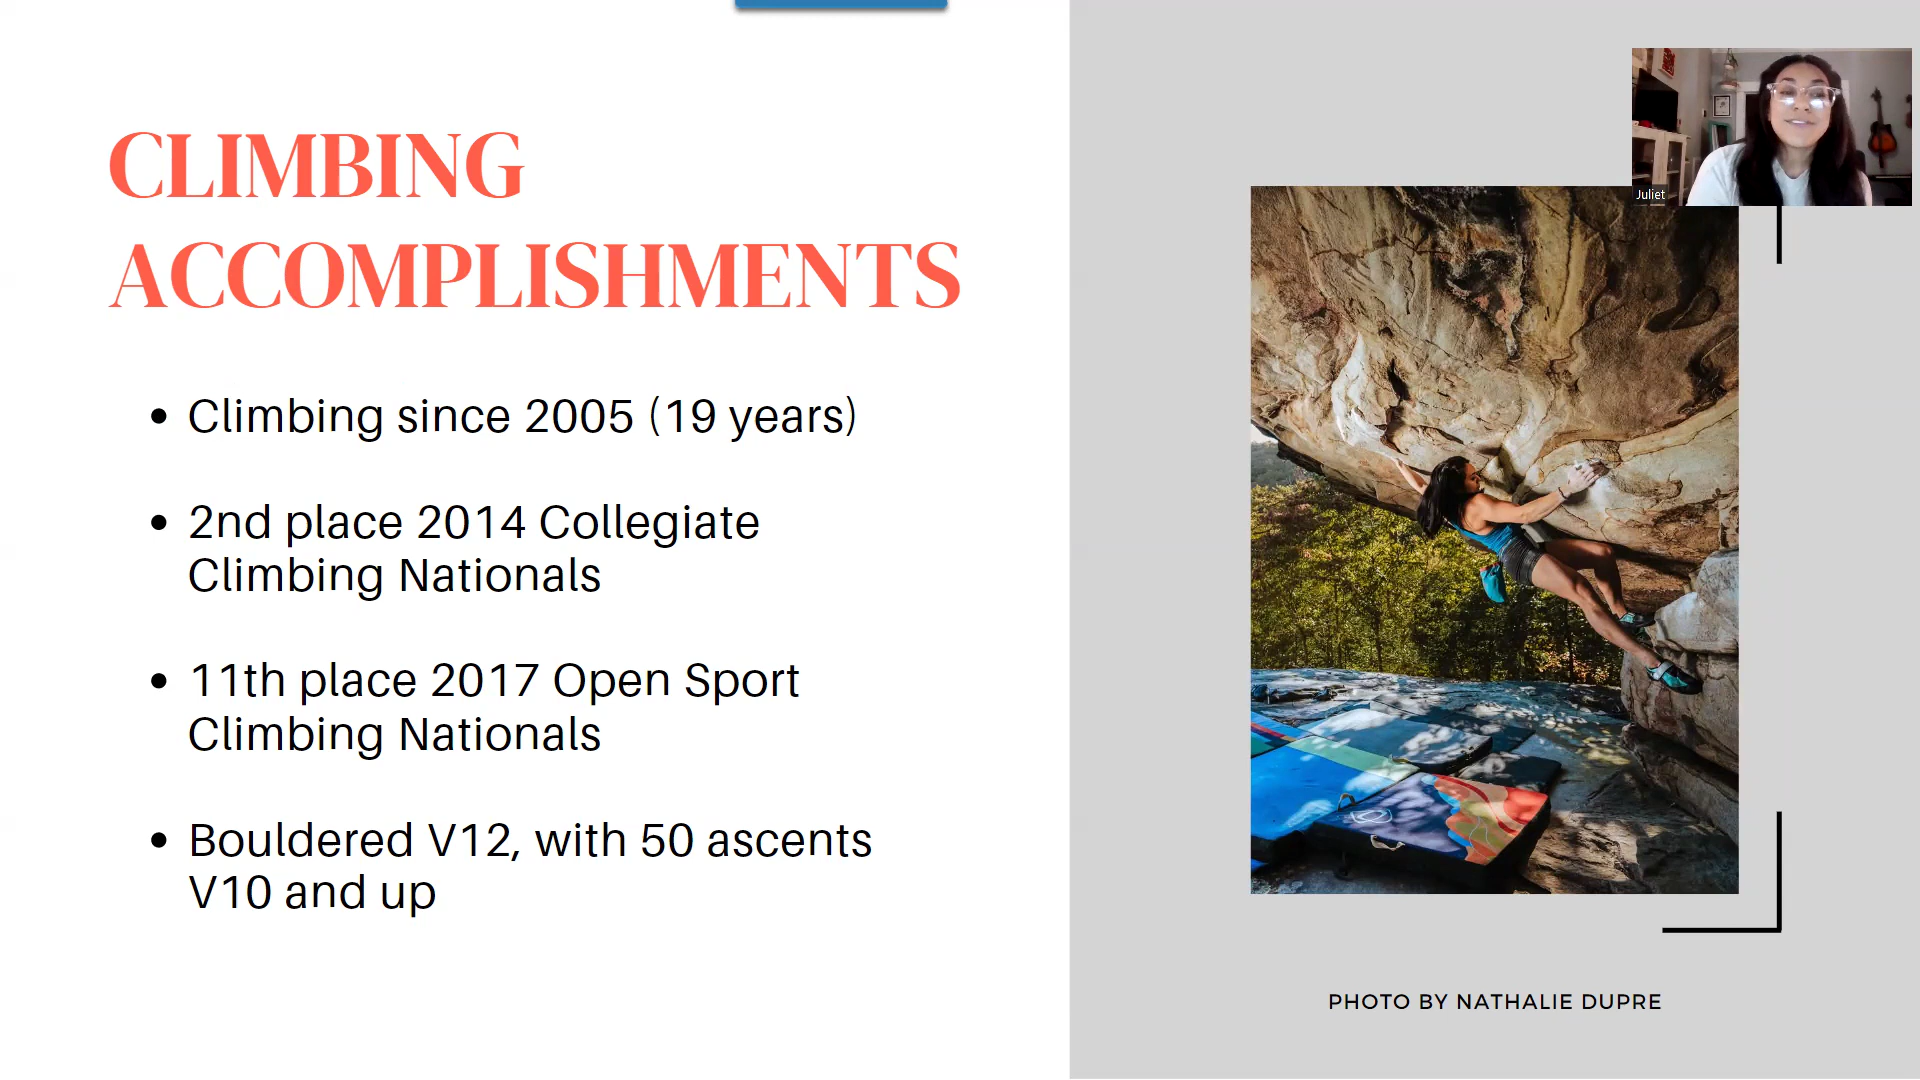 CLIMBING
ACCOMPLISHMENTS
• Climbing since 2005 (19 years)
• 2nd place 2014 Collegiate
Climbing Nationals
• 11th place 2017 Open Sport
Climbing Nationals
• Bouldered V12, with 50 ascents
V10 and up
Juliet
PHOTO BY NATHALIE DUPRE